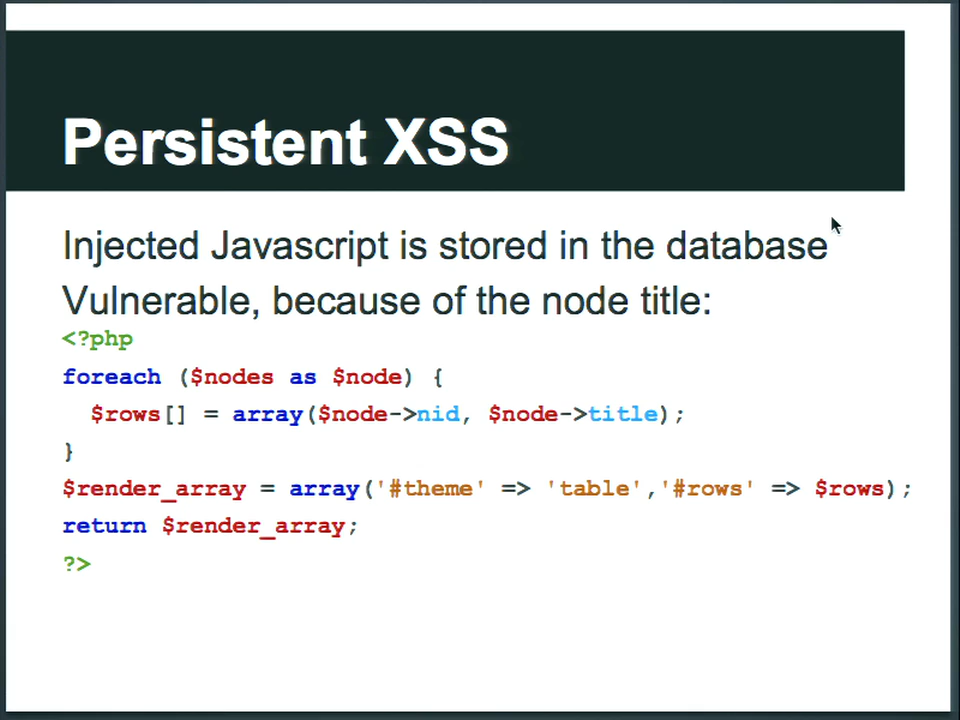 Persistent XSS
Injected Javascript is stored in the database
Vulnerable, because of the node title:
<?php
foreach ($nodes as $node) {
  $rows[] = array($node->nid, $node->title);
}
$render_array = array('#theme' => 'table','#rows' => $rows);
return $render_array;
?>